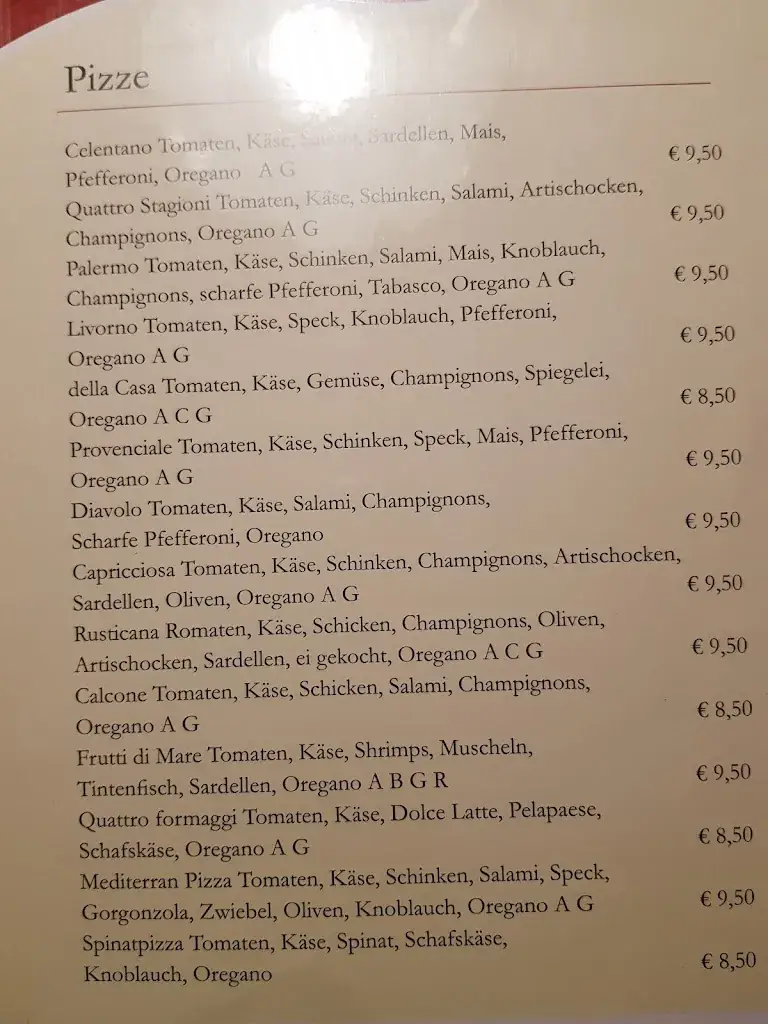 Pizze
Celentano Tomaten, Käse, Salami, Sardellen, Mais,
Pfefferoni, Oregano A G
€ 9,50
Quattro Stagioni Tomaten, Käse, Schinken, Salami, Artischocken,
Champignons, Oregano A G
€ 9,50
Palermo Tomaten, Käse, Schinken, Salami, Mais, Knoblauch,
Champignons, scharfe Pfefferoni, Tabasco, Oregano A G
€ 9,50
Livorno Tomaten, Käse, Speck, Knoblauch, Pfefferoni,
Oregano A G
€ 9,50
della Casa Tomaten, Käse, Gemüse, Champignons, Spiegelei,
Oregano A C G
€ 8,50
Provenciale Tomaten, Käse, Schinken, Speck, Mais, Pfefferoni,
Oregano A G
€ 9,50
Diavolo Tomaten, Käse, Salami, Champignons,
Scharfe Pfefferoni, Oregano
€ 9,50
Capricciosa Tomaten, Käse, Schinken, Champignons, Artischocken,
Sardellen, Oliven, Oregano A G
€ 9,50
Rusticana Romaten, Käse, Schicken, Champignons, Oliven,
Artischocken, Sardellen, ei gekocht, Oregano A C G
€ 9,50
Calcone Tomaten, Käse, Schicken, Salami, Champignons,
Oregano A G
€ 8,50
Frutti di Mare Tomaten, Käse, Shrimps, Muscheln,
Tintenfisch, Sardellen, Oregano A B G R
€ 9,50
Quattro formaggi Tomaten, Käse, Dolce Latte, Pelapaese,
Schafskäse, Oregano A G
€ 8,50
Mediterran Pizza Tomaten, Käse, Schinken, Salami, Speck,
Gorgonzola, Zwiebel, Oliven, Knoblauch, Oregano A G
€ 9,50
Spinatpizza Tomaten, Käse, Spinat, Schafskäse,
Knoblauch, Oregano
€ 8,50